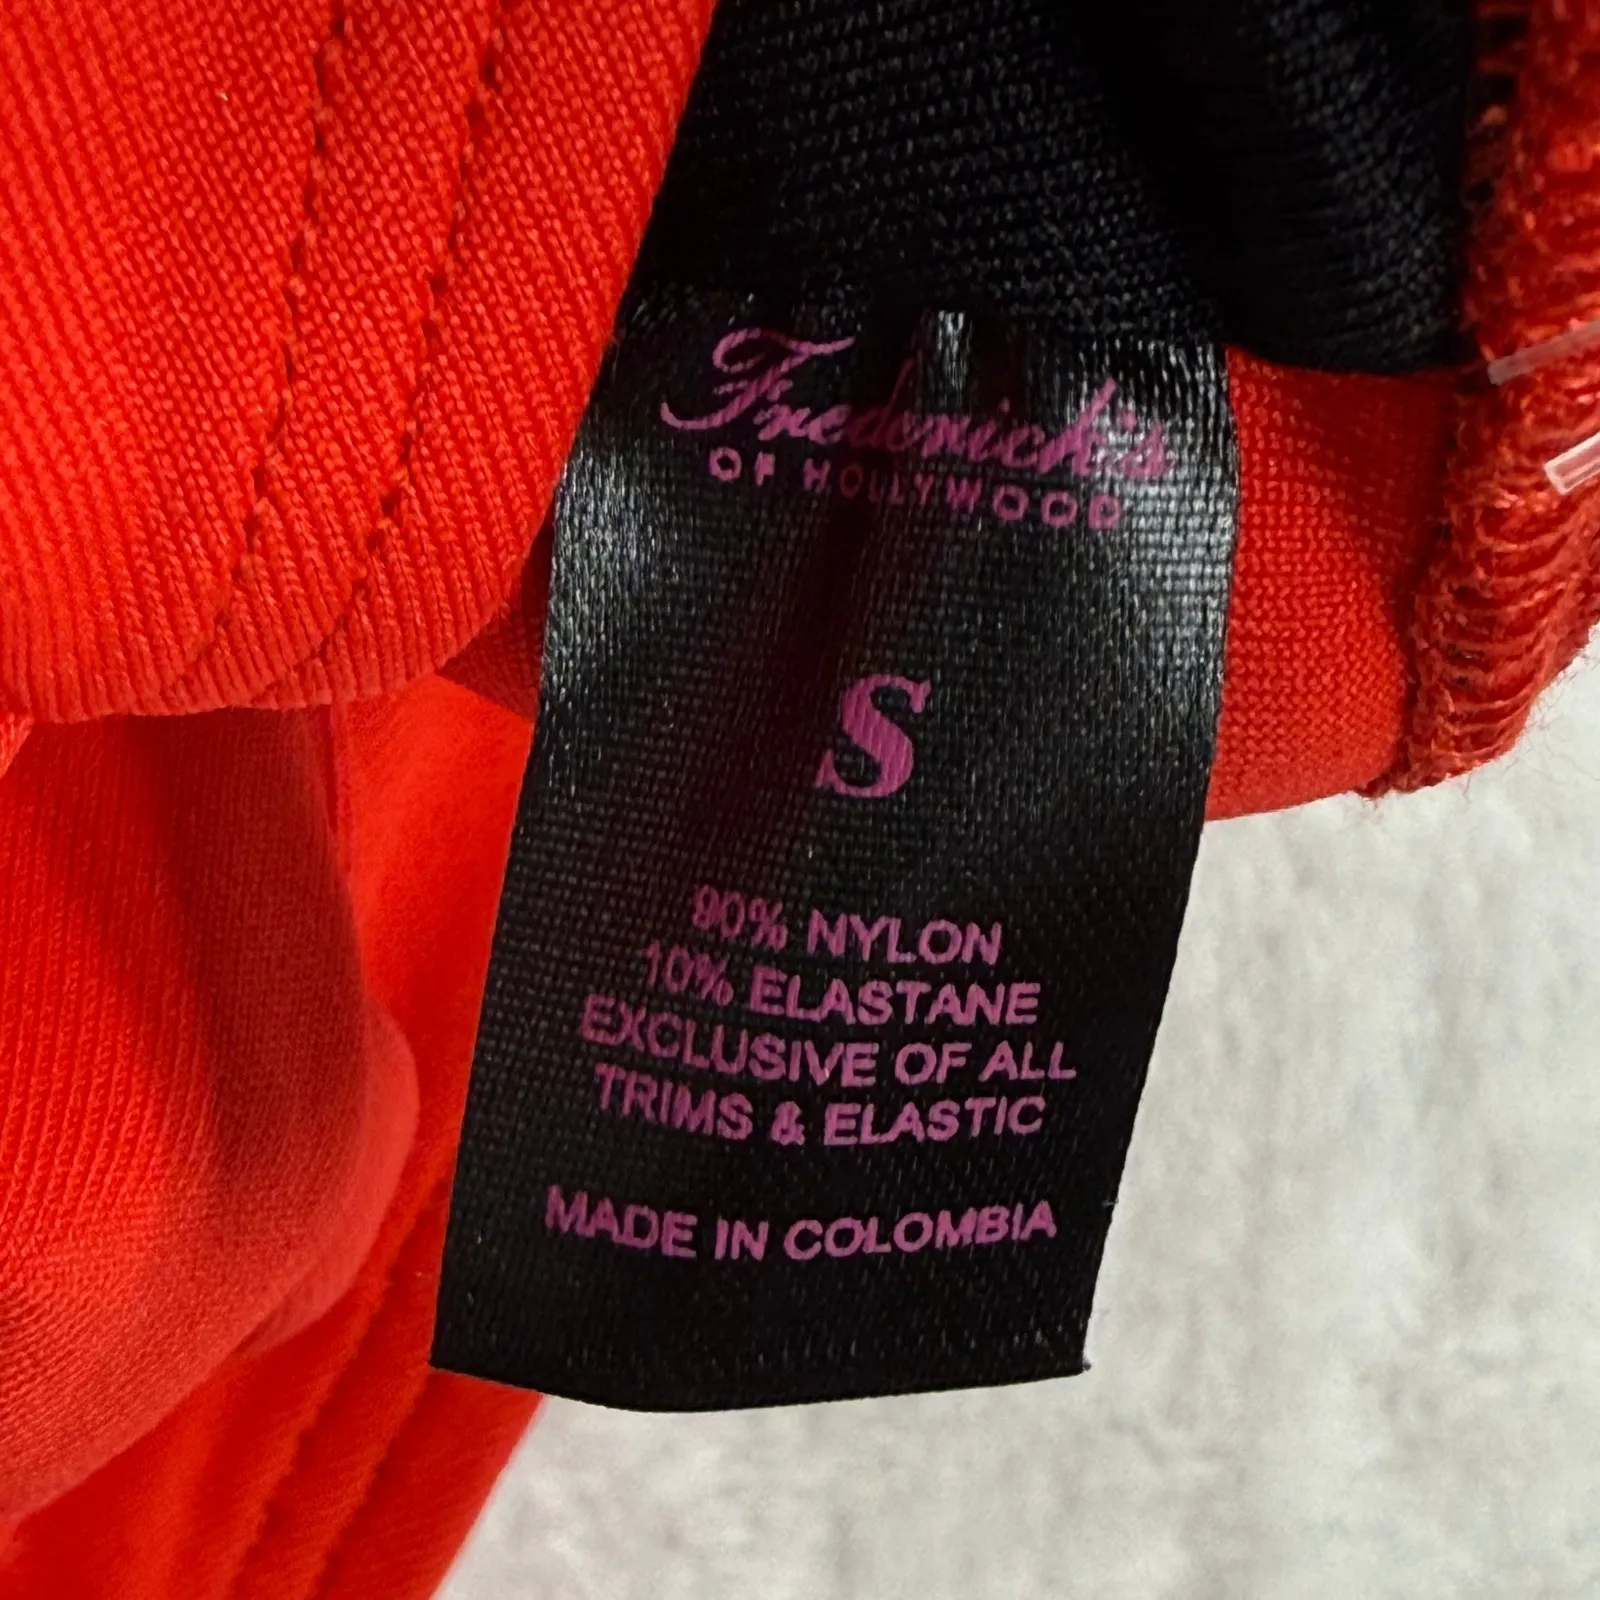 Frederick's
OF HOLLYWOOD
S
90% NYLON
10% ELASTANE
EXCLUSIVE OF ALL
TRIMS & ELASTIC
MADE IN COLOMBIA